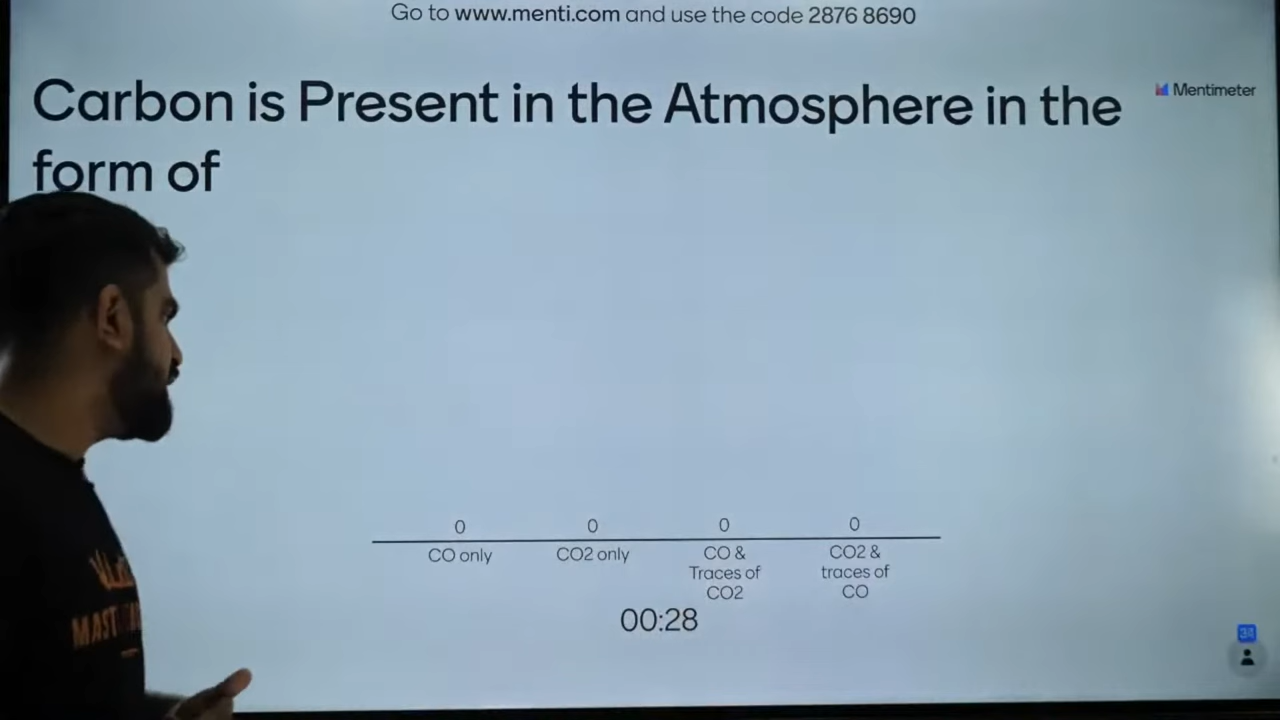 Go to www.menti.com and use the code 2876 8690
Carbon is Present in the Atmosphere in the
form of
Mentimeter
0
0
0
0
CO only
CO2 only
CO &
Traces of
CO2
CO2 &
traces of
CO
00:28
34
MAST